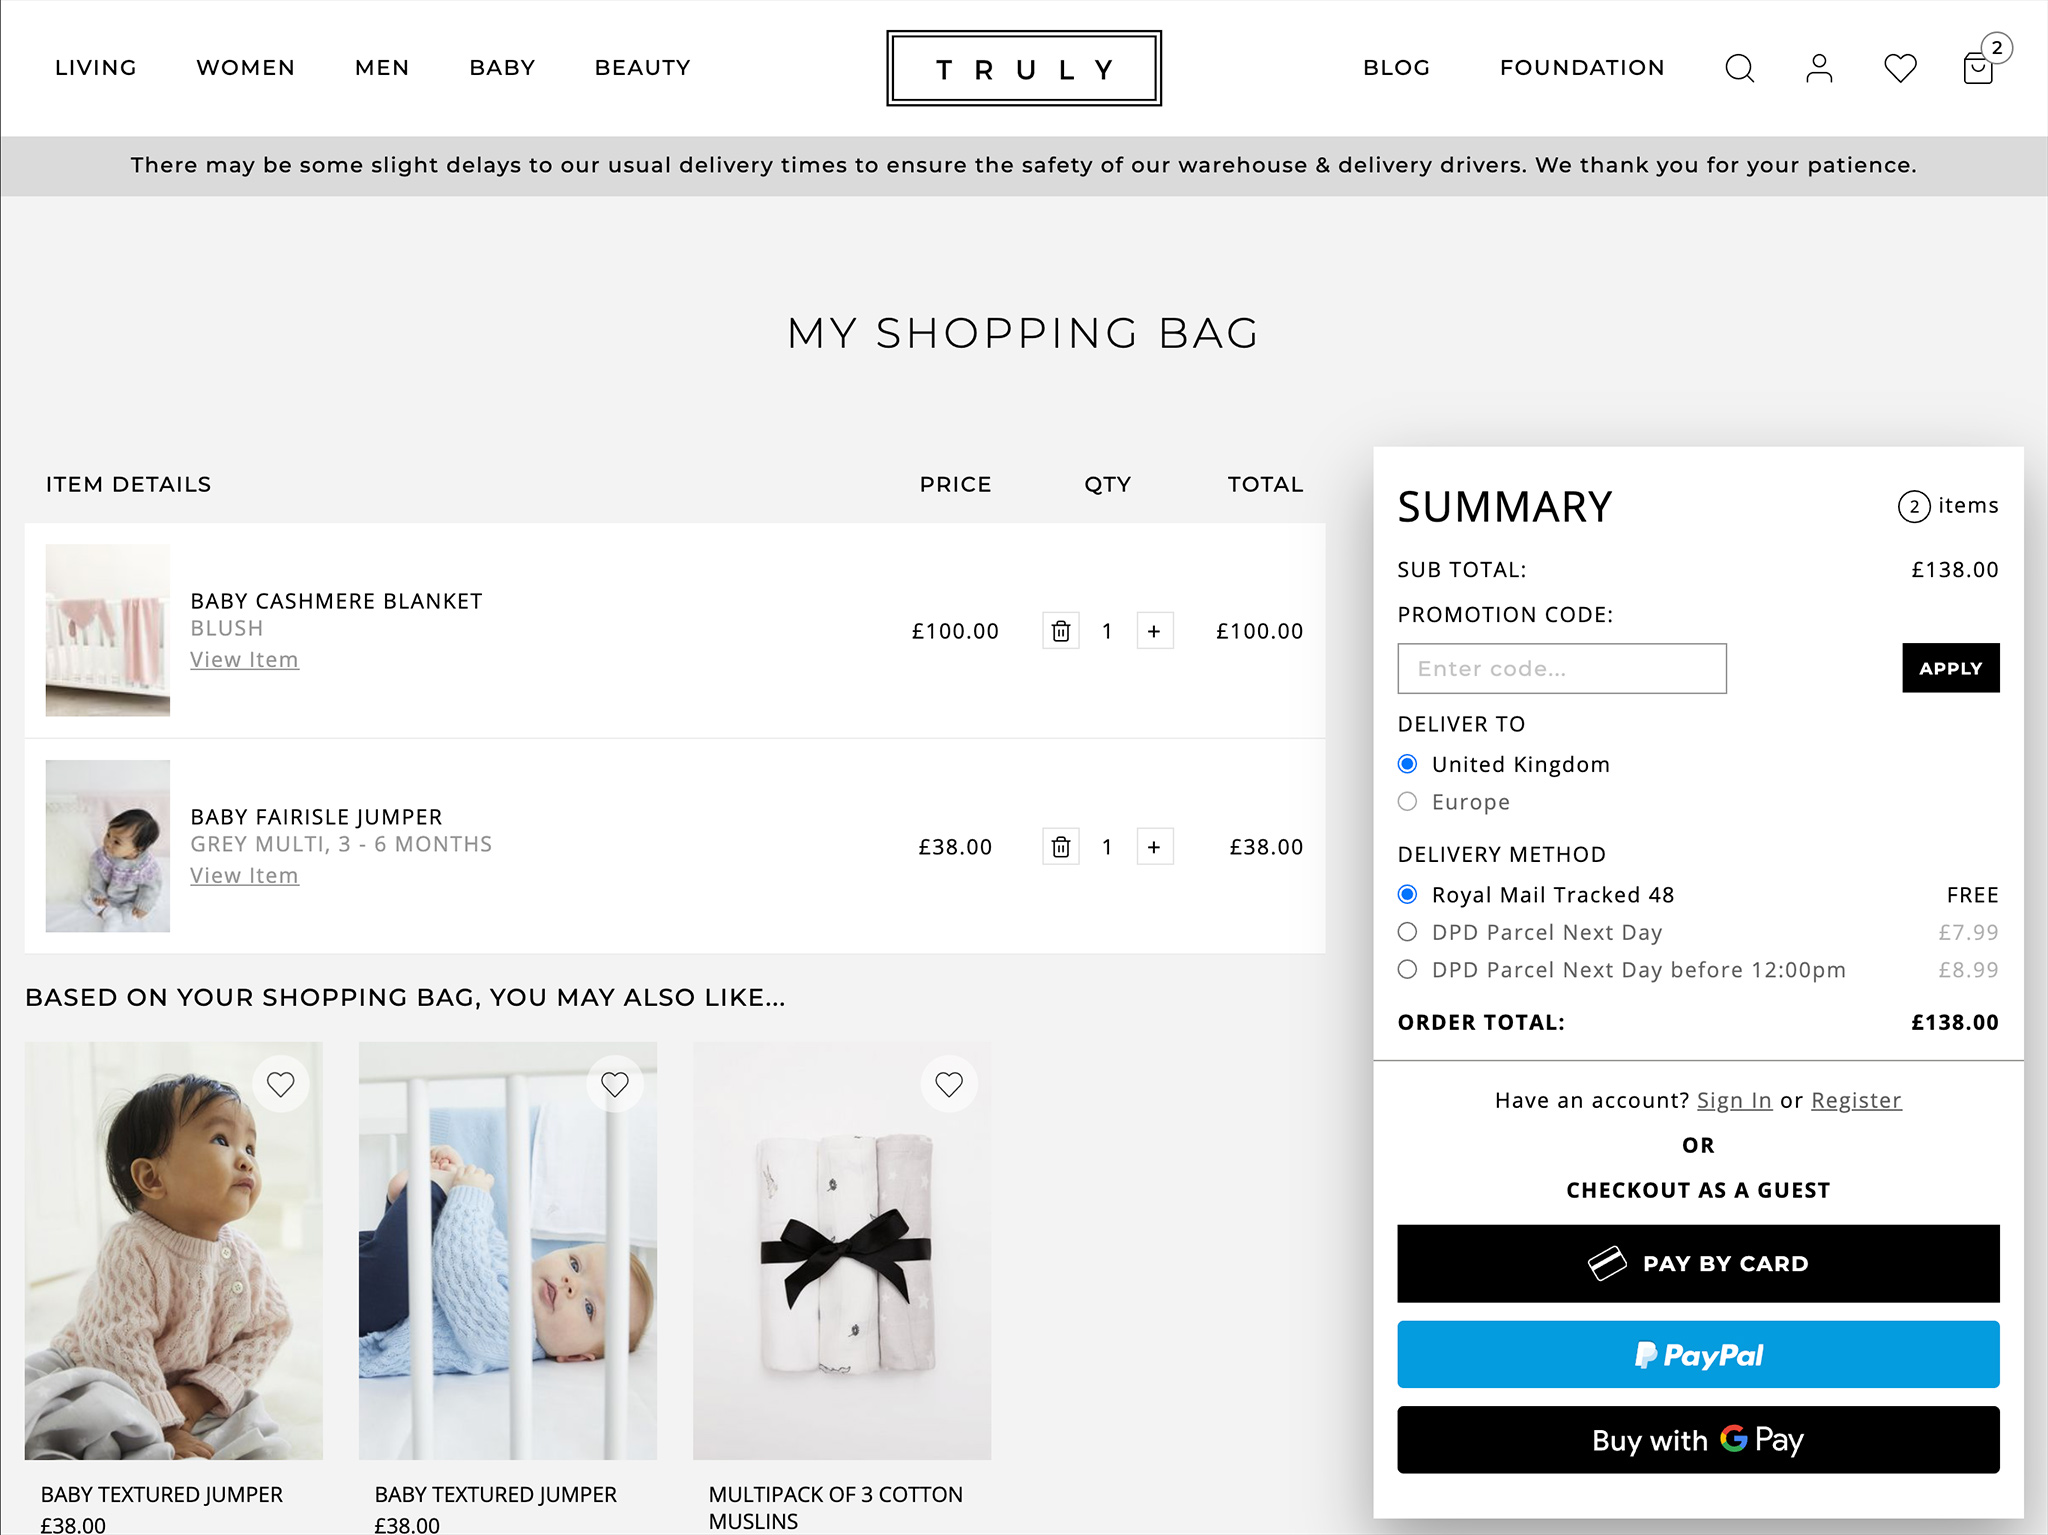 LIVING WOMEN MEN BABY BEAUTY TRULY BLOG FOUNDATION 2
There may be some slight delays to our usual delivery times to ensure the safety of our warehouse & delivery drivers. We thank you for your patience.
MY SHOPPING BAG
ITEM DETAILS PRICE QTY TOTAL
BABY CASHMERE BLANKET
BLUSH
View Item
£100.00 1 + £100.00
BABY FAIRISLE JUMPER
GREY MULTI, 3 - 6 MONTHS
View Item
£38.00 1 + £38.00
BASED ON YOUR SHOPPING BAG, YOU MAY ALSO LIKE...
BABY TEXTURED JUMPER
£38.00
BABY TEXTURED JUMPER
£38.00
MULTIPACK OF 3 COTTON
MUSLINS
SUMMARY 2 items
SUB TOTAL: £138.00
PROMOTION CODE:
Enter code... APPLY
DELIVER TO
United Kingdom
Europe
DELIVERY METHOD
Royal Mail Tracked 48 FREE
DPD Parcel Next Day £7.99
DPD Parcel Next Day before 12:00pm £8.99
ORDER TOTAL: £138.00
Have an account? Sign In or Register
OR
CHECKOUT AS A GUEST
PAY BY CARD
PayPal
Buy with G Pay